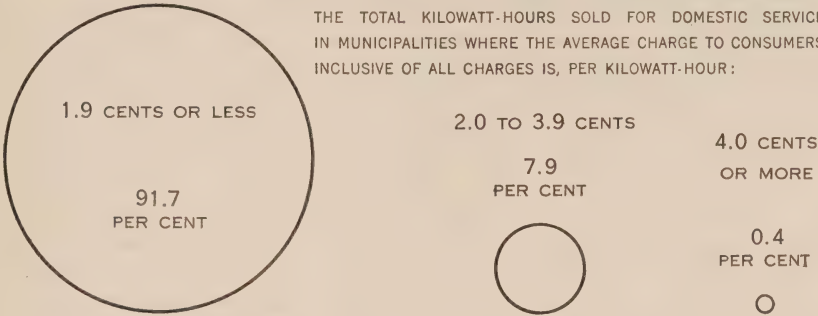 THE TOTAL KILOWATT-HOURS SOLD FOR DOMESTIC SERVICE
IN MUNICIPALITIES WHERE THE AVERAGE CHARGE TO CONSUMERS
INCLUSIVE OF ALL CHARGES IS, PER KILOWATT-HOUR:
1.9 CENTS OR LESS
91.7
PER CENT
2.0 TO 3.9 CENTS
7.9
PER CENT
4.0 CENTS
OR MORE
0.4
PER CENT